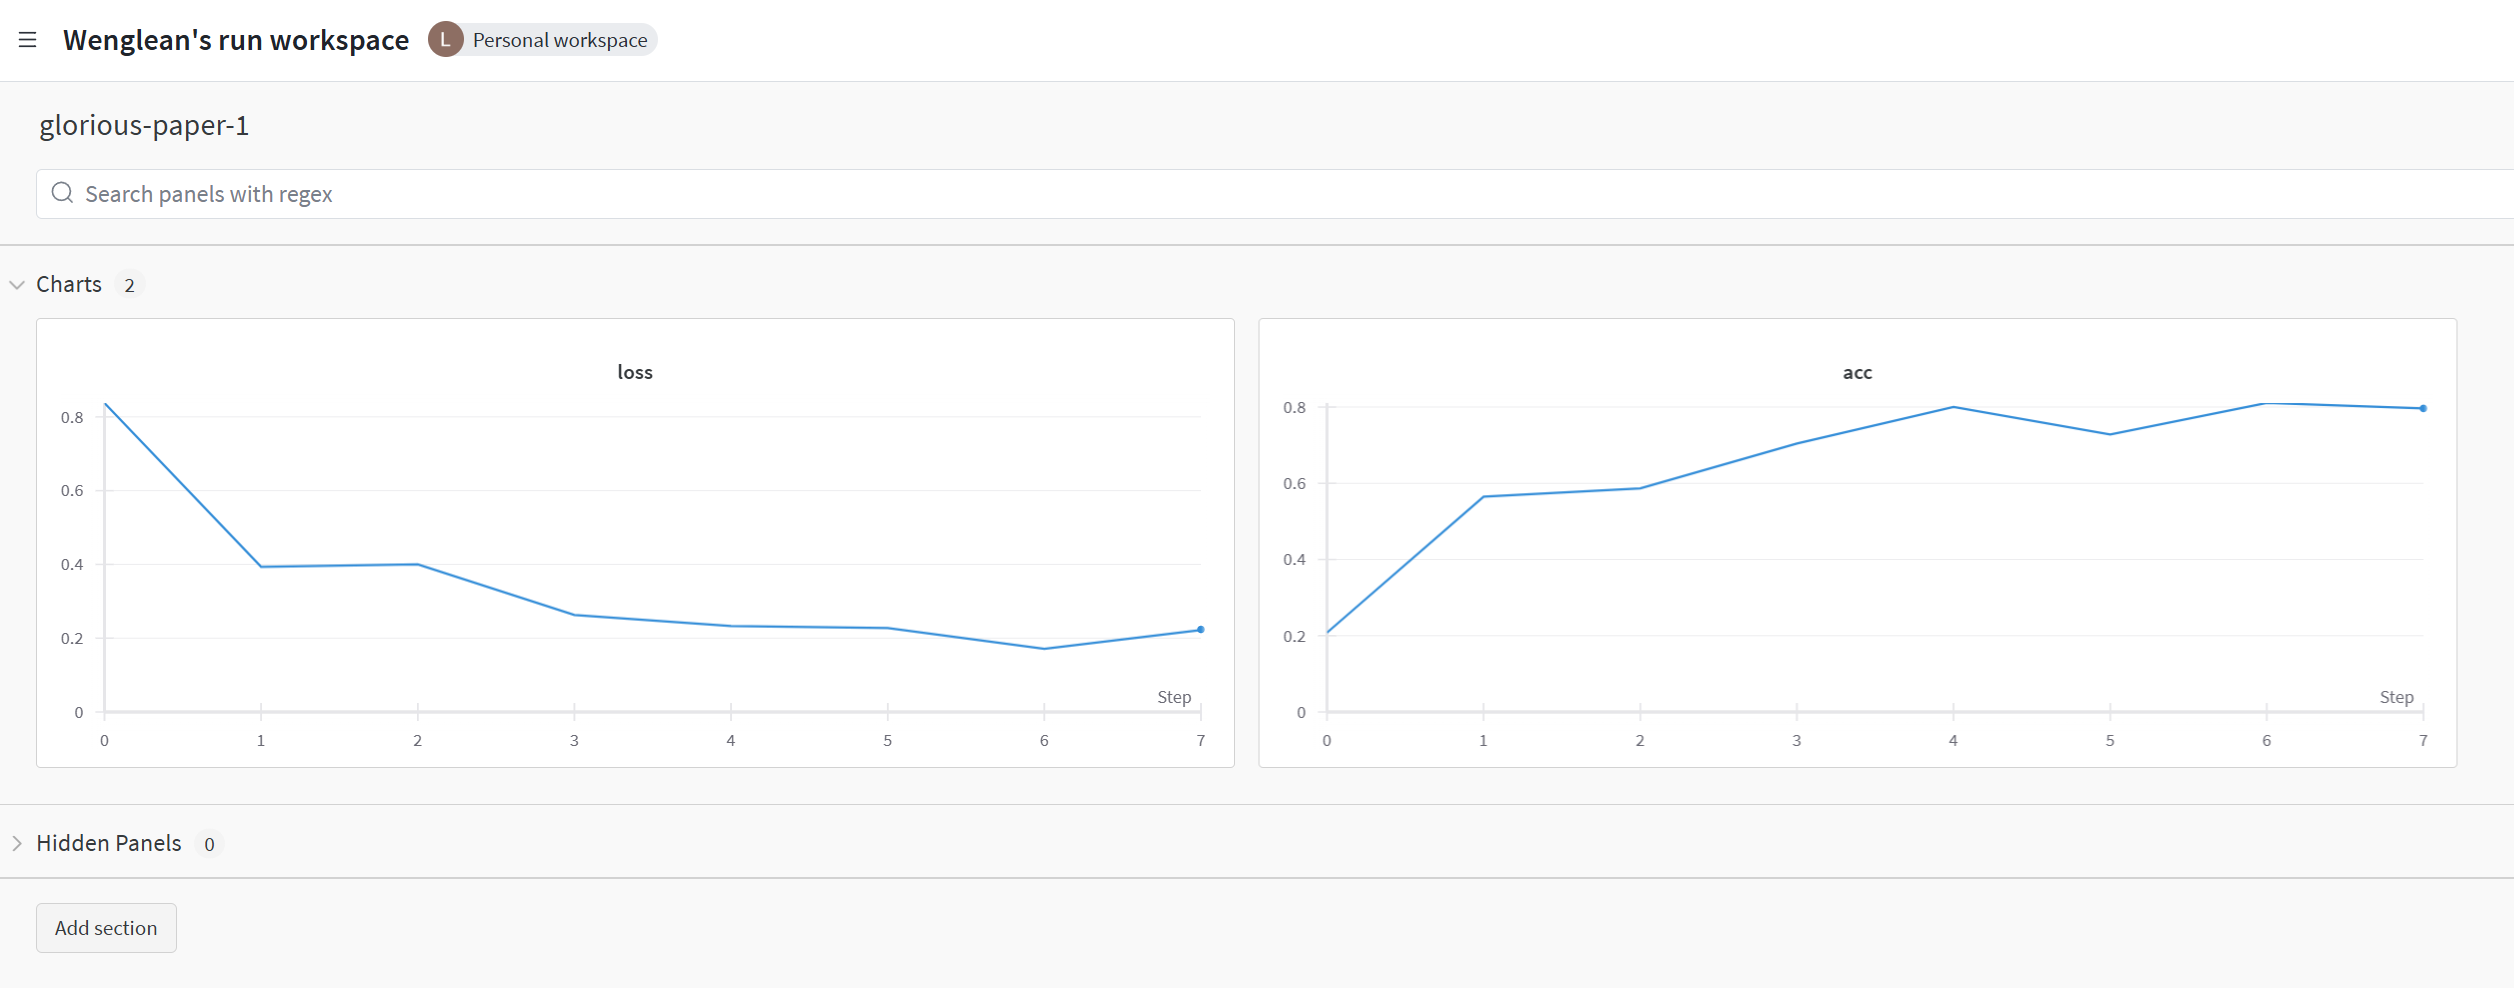 Wenglean's run workspace L Personal workspace
glorious-paper-1
Search panels with regex
Charts 2
loss
0.8
0.6
0.4
0.2
0
Step
0 1 2 3 4 5 6 7
acc
0.8
0.6
0.4
0.2
0
Step
0 1 2 3 4 5 6 7
Hidden Panels 0
Add section